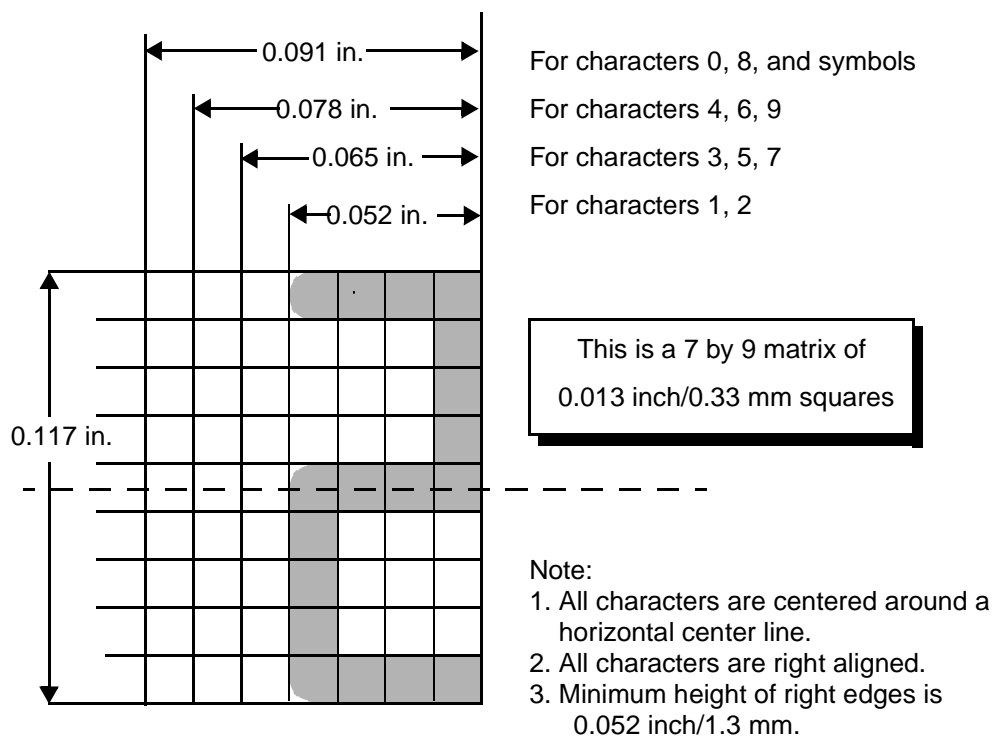 0.091 in.
For characters 0, 8, and symbols
0.078 in.
For characters 4, 6, 9
0.065 in.
For characters 3, 5, 7
0.052 in.
For characters 1, 2
This is a 7 by 9 matrix of
0.013 inch/0.33 mm squares
0.117 in.
Note:
1. All characters are centered around a
horizontal center line.
2. All characters are right aligned.
3. Minimum height of right edges is
0.052 inch/1.3 mm.